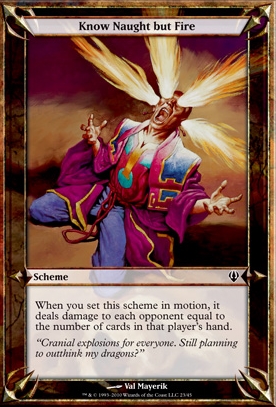 Know Naught but Fire
Scheme
When you set this scheme in motion, it
deals damage to each opponent equal to
the number of cards in that player's hand.
"Cranial explosions for everyone. Still planning
to outthink my dragons?"
Val Mayerik
™ & © 1993-2010 Wizards of the Coast LLC 23/45